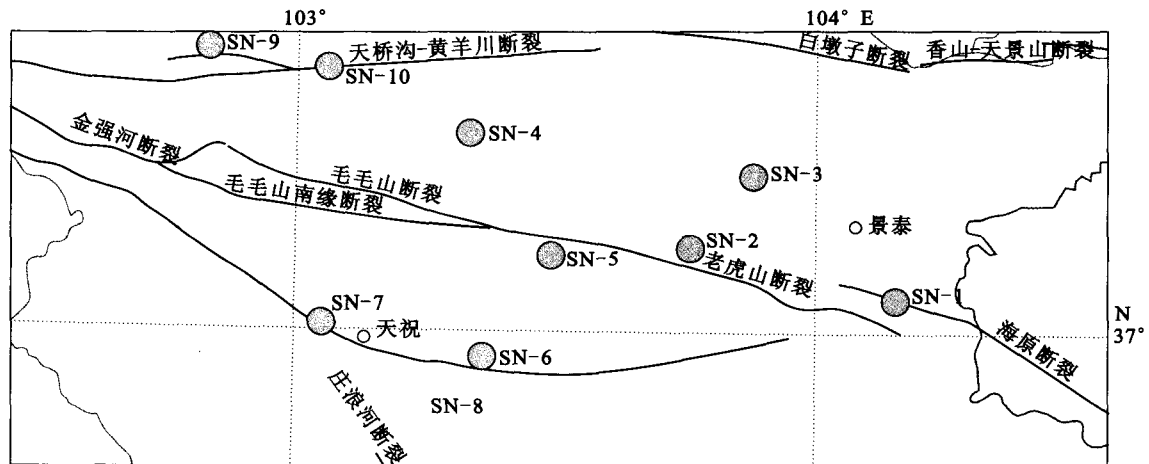 103°
104° E
SN-9
天桥沟-黄羊川断裂
白墩子断裂
香山-天景山断裂
SN-10
金强河断裂
SN-4
毛毛山断裂
SN-3
毛毛山南缘断裂
景泰
SN-2
SN-5
老虎山断裂
SN-1
SN-7
N
37°
天祝
海原断裂
SN-6
庄浪河断裂
SN-8